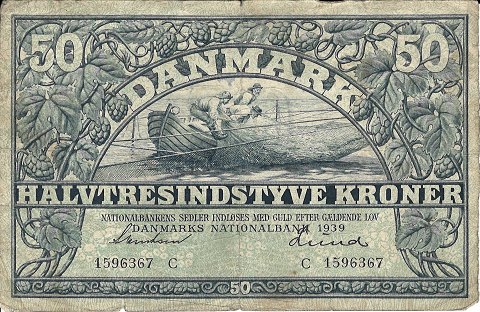 50 50
DANMARK
HALVTRESINDSTYVE KRONER
NATIONALBANKENS SEDLER INDLØSES MED GULD EFTER GÆLDENDE LOV
DANMARKS NATIONALBANK 1939
Lund
1596367 C C 1596367
50